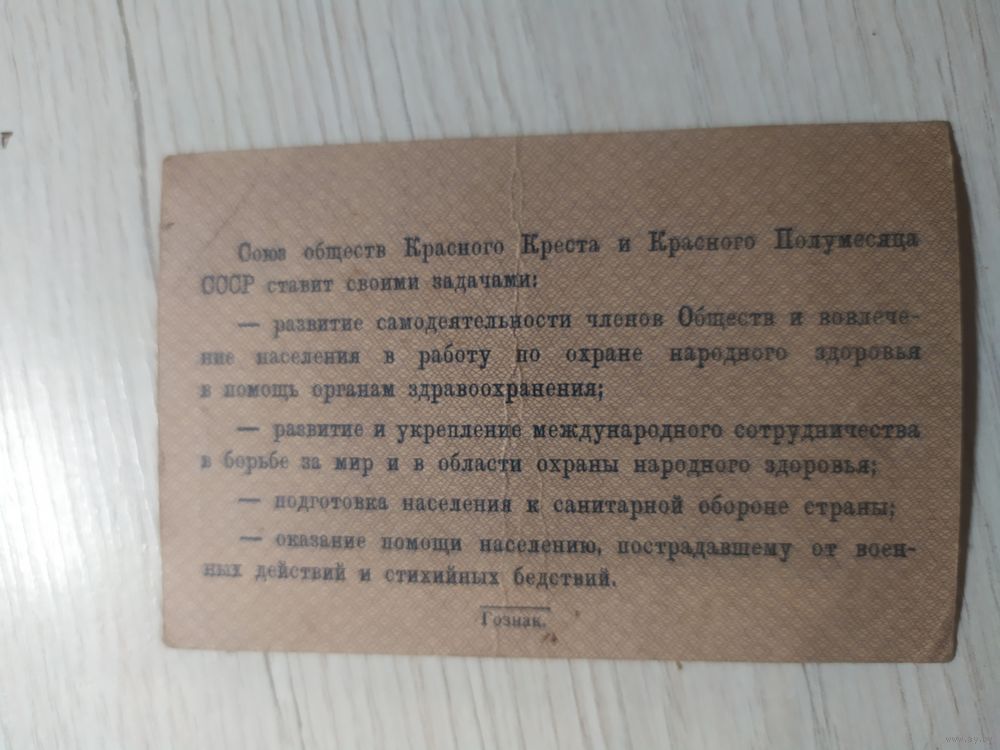 Союз обществ Красного Креста и Красного Полумесяца
СССР ставит своими задачами:
— развитие самодеятельности членов Обществ и вовлече-
ние населения в работу по охране народного здоровья
в помощь органам здравоохранения;
— развитие и укрепление международного сотрудничества
в борьбе за мир и в области охраны народного здоровья;
— подготовка населения к санитарной обороне страны;
— оказание помощи населению, пострадавшему от воен-
ных действий и стихийных бедствий.
Гознак.